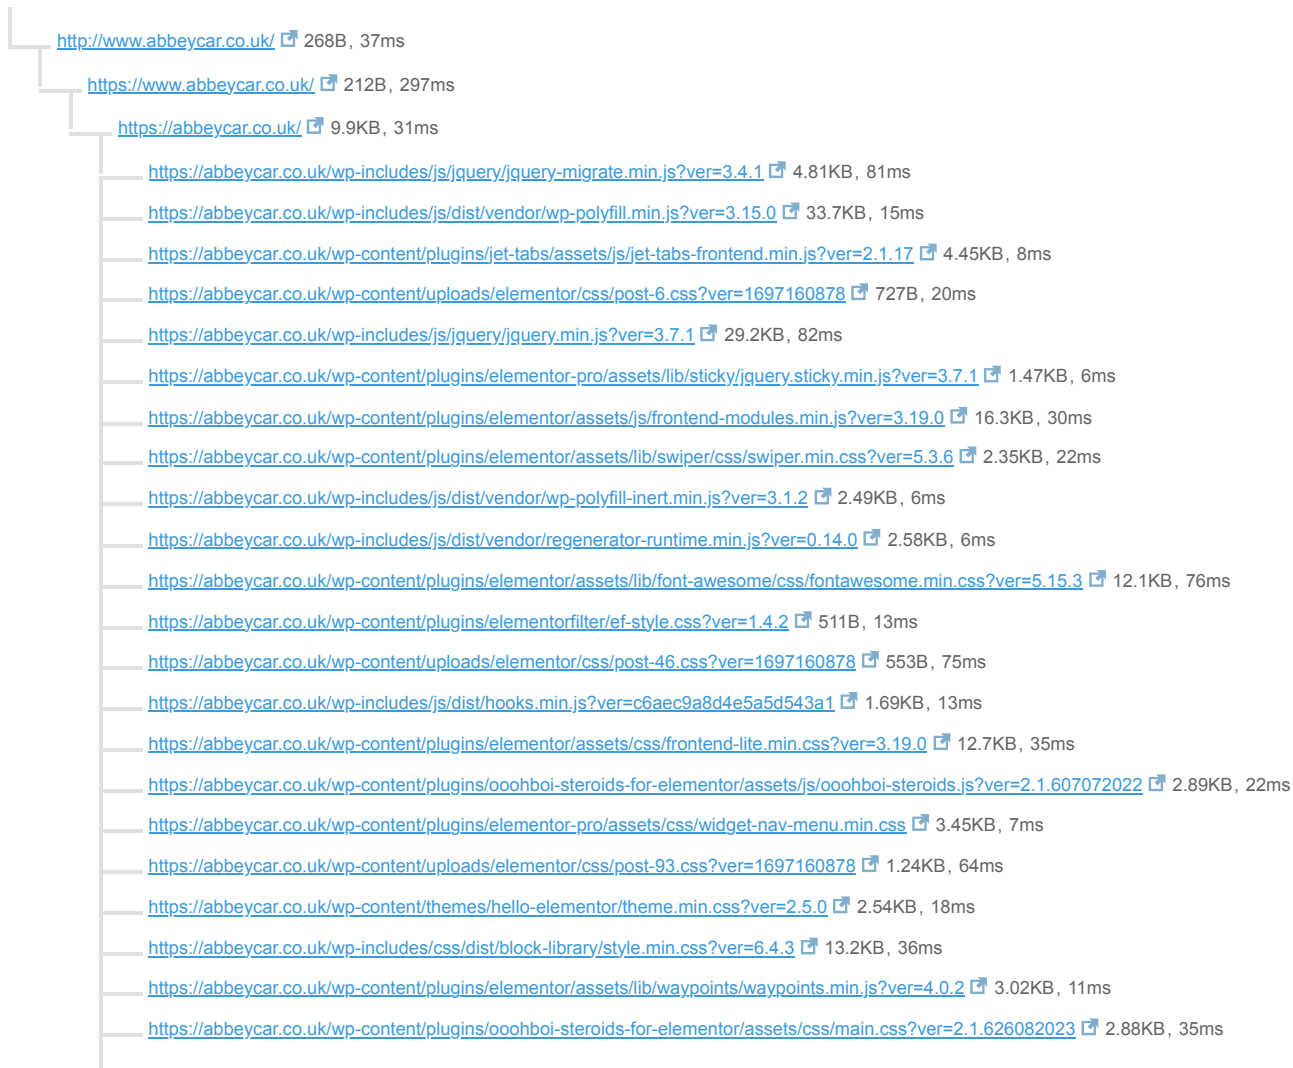 http://www.abbeycar.co.uk/ 268B, 37ms
https://www.abbeycar.co.uk/ 212B, 297ms
https://abbeycar.co.uk/ 9.9KB, 31ms
https://abbeycar.co.uk/wp-includes/js/jquery/jquery-migrate.min.js?ver=3.4.1 4.81KB, 81ms
https://abbeycar.co.uk/wp-includes/js/dist/vendor/wp-polyfill.min.js?ver=3.15.0 33.7KB, 15ms
https://abbeycar.co.uk/wp-content/plugins/jet-tabs/assets/js/jet-tabs-frontend.min.js?ver=2.1.17 4.45KB, 8ms
https://abbeycar.co.uk/wp-content/uploads/elementor/css/post-6.css?ver=1697160878 727B, 20ms
https://abbeycar.co.uk/wp-includes/js/jquery/jquery.min.js?ver=3.7.1 29.2KB, 82ms
https://abbeycar.co.uk/wp-content/plugins/elementor-pro/assets/lib/sticky/jquery.sticky.min.js?ver=3.7.1 1.47KB, 6ms
https://abbeycar.co.uk/wp-content/plugins/elementor/assets/js/frontend-modules.min.js?ver=3.19.0 16.3KB, 30ms
https://abbeycar.co.uk/wp-content/plugins/elementor/assets/lib/swiper/css/swiper.min.css?ver=5.3.6 2.35KB, 22ms
https://abbeycar.co.uk/wp-includes/js/dist/vendor/wp-polyfill-inert.min.js?ver=3.1.2 2.49KB, 6ms
https://abbeycar.co.uk/wp-includes/js/dist/vendor/regenerator-runtime.min.js?ver=0.14.0 2.58KB, 6ms
https://abbeycar.co.uk/wp-content/plugins/elementor/assets/lib/font-awesome/css/fontawesome.min.css?ver=5.15.3 12.1KB, 76ms
https://abbeycar.co.uk/wp-content/plugins/elementorfilter/ef-style.css?ver=1.4.2 511B, 13ms
https://abbeycar.co.uk/wp-content/uploads/elementor/css/post-46.css?ver=1697160878 553B, 75ms
https://abbeycar.co.uk/wp-includes/js/dist/hooks.min.js?ver=c6aec9a8d4e5a5d543a1 1.69KB, 13ms
https://abbeycar.co.uk/wp-content/plugins/elementor/assets/css/frontend-lite.min.css?ver=3.19.0 12.7KB, 35ms
https://abbeycar.co.uk/wp-content/plugins/ooohboi-steroids-for-elementor/assets/js/ooohboi-steroids.js?ver=2.1.607072022 2.89KB, 22ms
https://abbeycar.co.uk/wp-content/plugins/elementor-pro/assets/css/widget-nav-menu.min.css 3.45KB, 7ms
https://abbeycar.co.uk/wp-content/uploads/elementor/css/post-93.css?ver=1697160878 1.24KB, 64ms
https://abbeycar.co.uk/wp-content/themes/hello-elementor/theme.min.css?ver=2.5.0 2.54KB, 18ms
https://abbeycar.co.uk/wp-includes/css/dist/block-library/style.min.css?ver=6.4.3 13.2KB, 36ms
https://abbeycar.co.uk/wp-content/plugins/elementor/assets/lib/waypoints/waypoints.min.js?ver=4.0.2 3.02KB, 11ms
https://abbeycar.co.uk/wp-content/plugins/ooohboi-steroids-for-elementor/assets/css/main.css?ver=2.1.626082023 2.88KB, 35ms